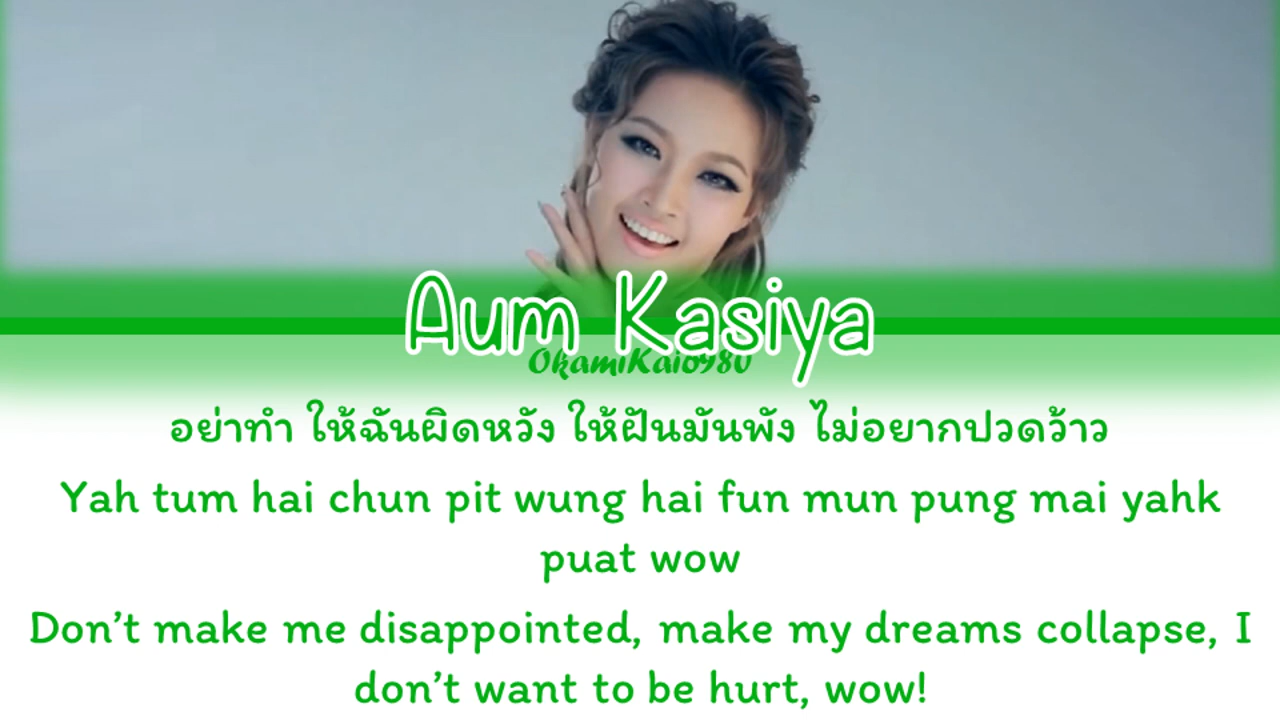 Aum Kasiya
OkamiKaio980
อย่าทำ ให้ฉันผิดหวัง ให้ฝันมันพัง ไม่อยากปวดว้าว
Yah tum hai chun pit wung hai fun mun pung mai yahk
puat wow
Don't make me disappointed, make my dreams collapse, I
don't want to be hurt, wow!